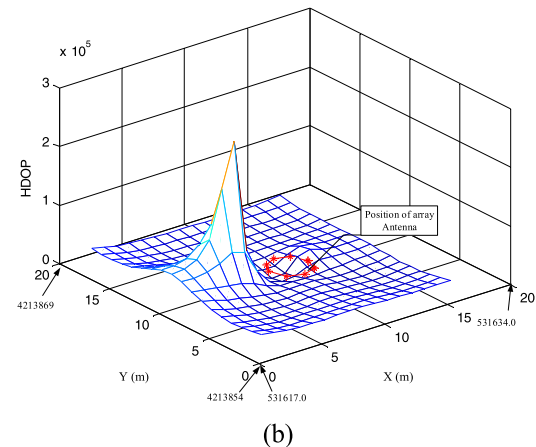 x 10^5
3
2
1
0
HDOP
Position of array
Antenna
20
15
10
5
0
Y (m)
4213869
4213854
0
5
10
15
20
X (m)
531617.0
531634.0
(b)